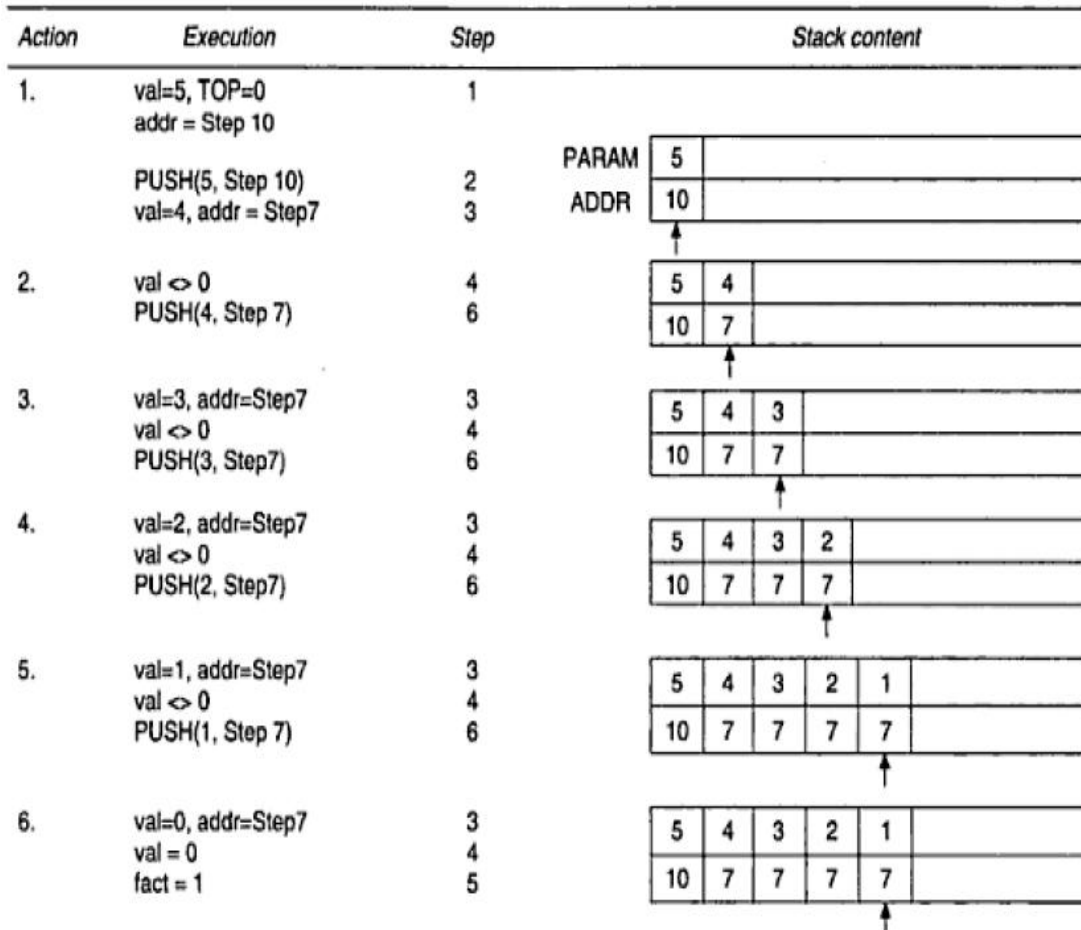 Action Execution Step Stack content
1. val=5, TOP=0 1
addr = Step 10
PARAM 5
PUSH(5, Step 10) 2
val=4, addr = Step7 3 ADDR 10
2. val <> 0 4 5 4
PUSH(4, Step 7) 6 10 7
3. val=3, addr=Step7 3 5 4 3
val <> 0 4
PUSH(3, Step7) 6 10 7 7
4. val=2, addr=Step7 3 5 4 3 2
val <> 0 4
PUSH(2, Step7) 6 10 7 7 7
5. val=1, addr=Step7 3 5 4 3 2 1
val <> 0 4
PUSH(1, Step 7) 6 10 7 7 7 7
6. val=0, addr=Step7 3 5 4 3 2 1
val = 0 4
fact = 1 5 10 7 7 7 7